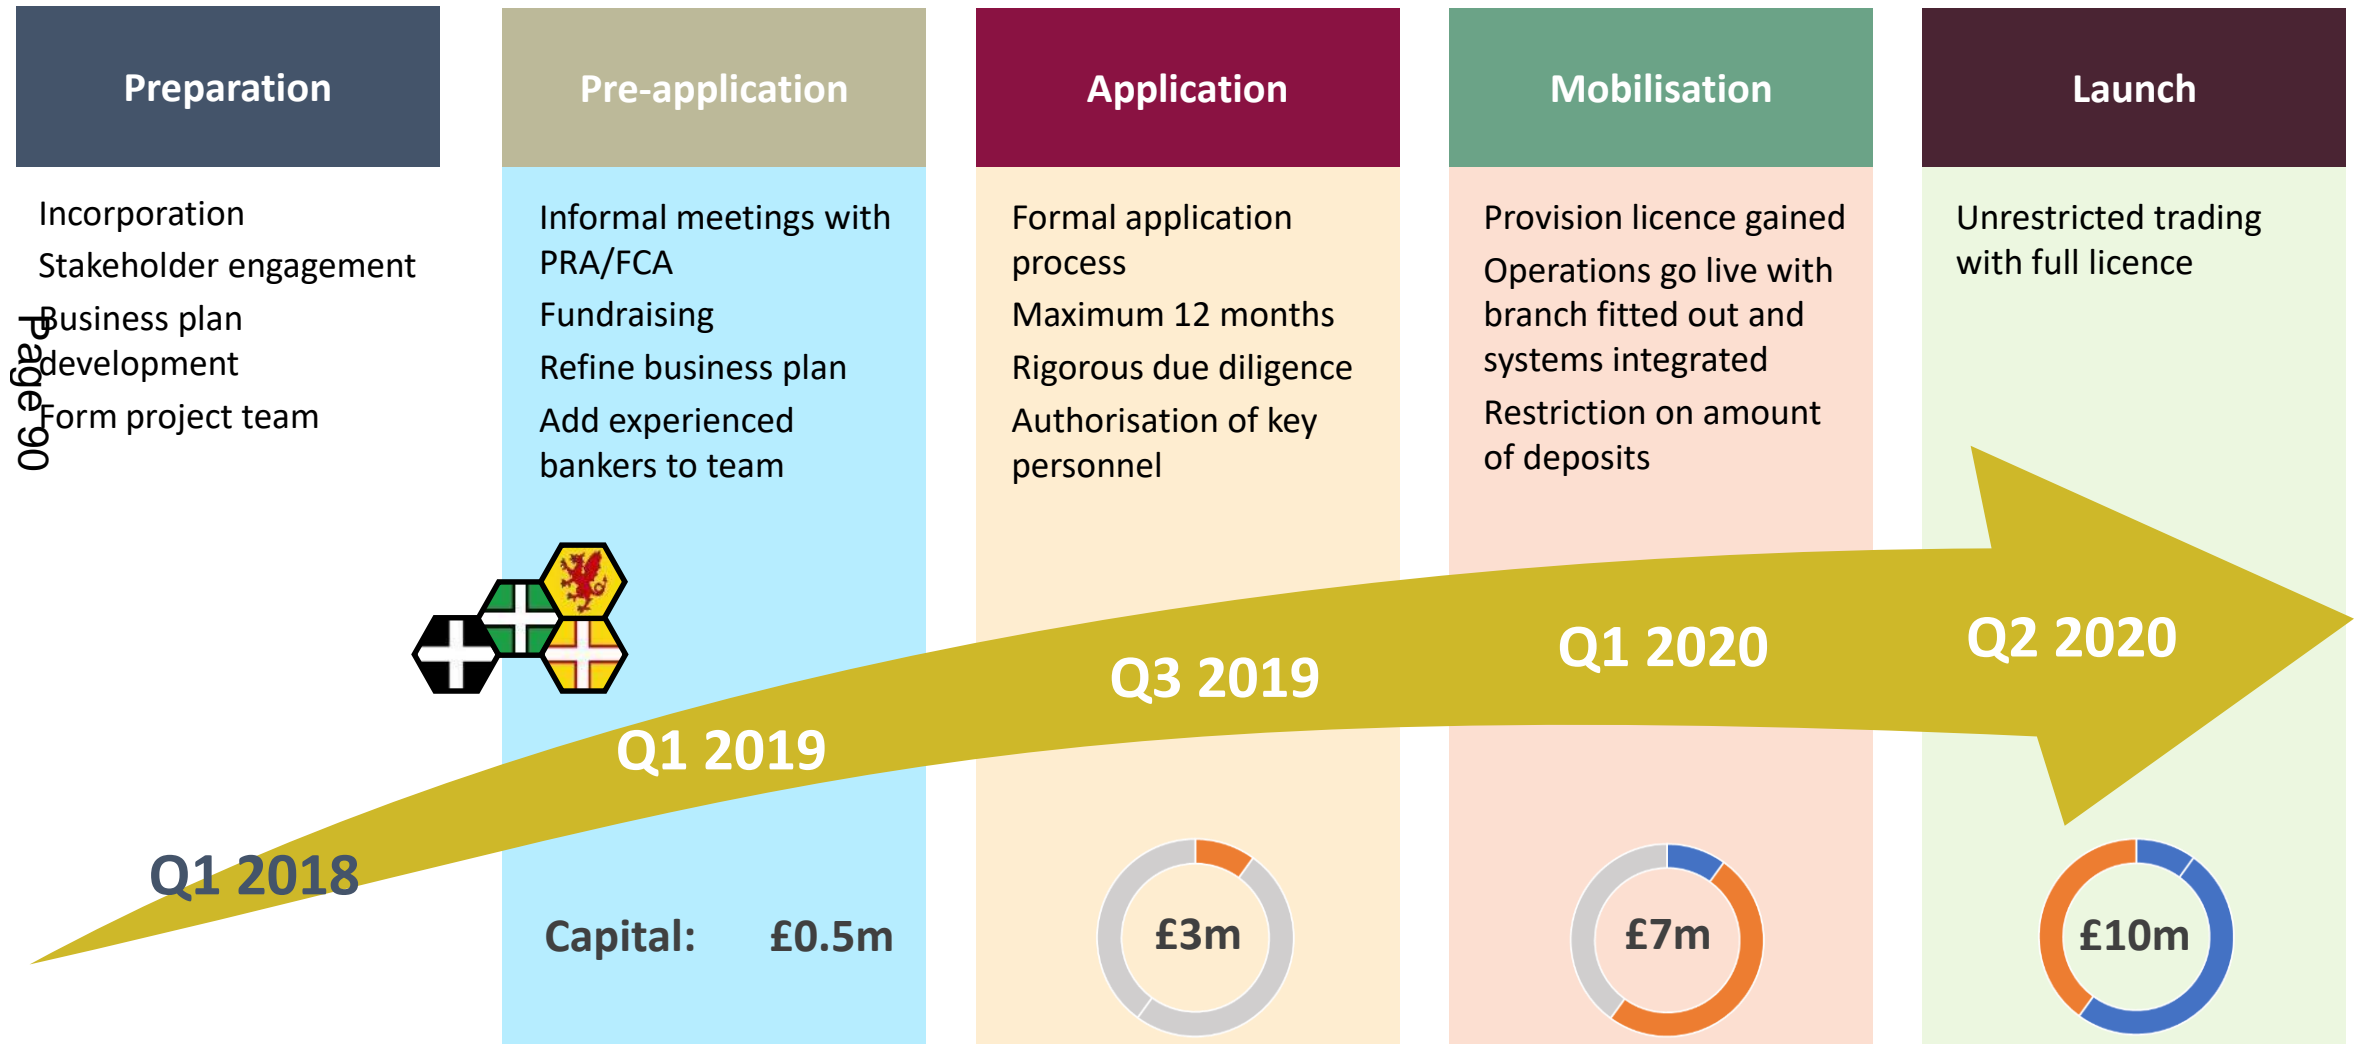 Preparation
Incorporation
Stakeholder engagement
Business plan
development
Form project team
Page 90
Pre-application
Informal meetings with
PRA/FCA
Fundraising
Refine business plan
Add experienced
bankers to team
Application
Formal application
process
Maximum 12 months
Rigorous due diligence
Authorisation of key
personnel
Mobilisation
Provision licence gained
Operations go live with
branch fitted out and
systems integrated
Restriction on amount
of deposits
Launch
Unrestricted trading
with full licence
Q1 2018
Q1 2019
Q3 2019
Q1 2020
Q2 2020
Capital: £0.5m
£3m
£7m
£10m